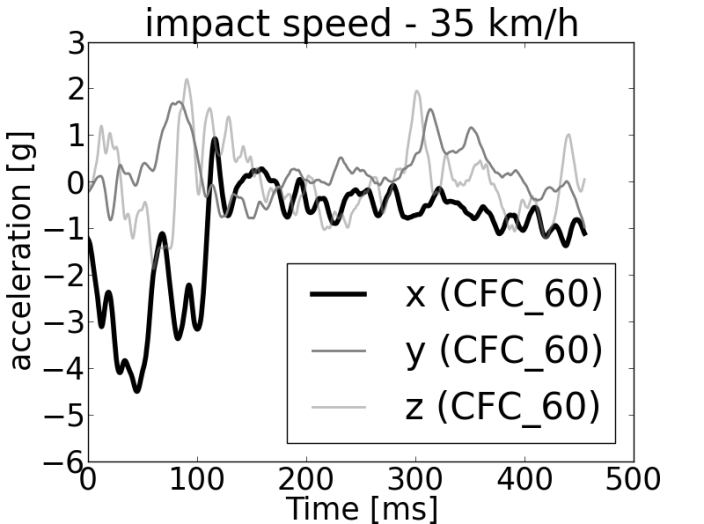 impact speed - 35 km/h
acceleration [g]
3
2
1
0
−1
−2
−3
−4
−5
−6
x (CFC_60)
y (CFC_60)
z (CFC_60)
0 100 200 300 400 500
Time [ms]